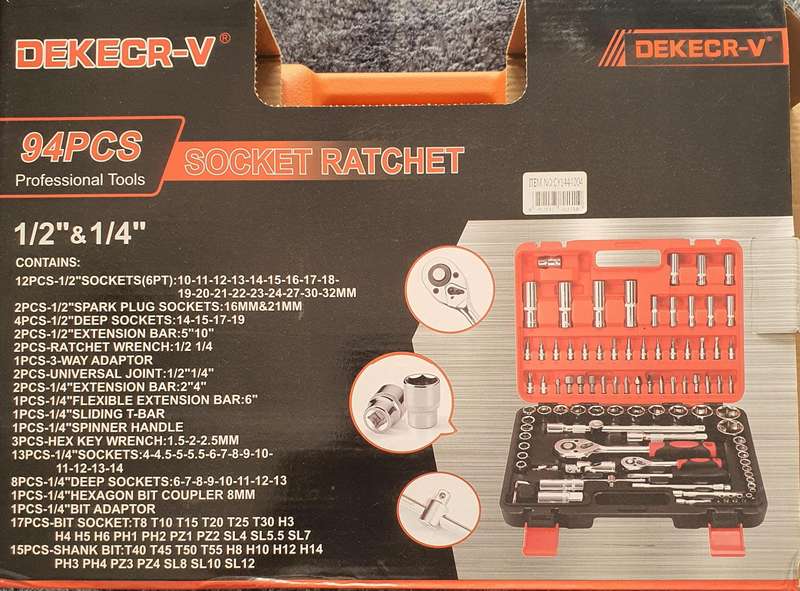 DEKECR-V®
DEKECR-V®
94PCS
Professional Tools
SOCKET RATCHET
ITEM NO:CY144-1204
1/2"&1/4"
CONTAINS:
12PCS-1/2"SOCKETS(6PT):10-11-12-13-14-15-16-17-18-
19-20-21-22-23-24-27-30-32MM
2PCS-1/2"SPARK PLUG SOCKETS:16MM&21MM
4PCS-1/2"DEEP SOCKETS:14-15-17-19
2PCS-1/2"EXTENSION BAR:5"10"
2PCS-RATCHET WRENCH:1/2 1/4
1PCS-3-WAY ADAPTOR
2PCS-UNIVERSAL JOINT:1/2"1/4"
2PCS-1/4"EXTENSION BAR:2"4"
1PCS-1/4"FLEXIBLE EXTENSION BAR:6"
1PCS-1/4"SLIDING T-BAR
1PCS-1/4"SPINNER HANDLE
3PCS-HEX KEY WRENCH:1.5-2-2.5MM
13PCS-1/4"SOCKETS:4-4.5-5-5.5-6-7-8-9-10-
11-12-13-14
8PCS-1/4"DEEP SOCKETS:6-7-8-9-10-11-12-13
1PCS-1/4"HEXAGON BIT COUPLER 8MM
1PCS-1/4"BIT ADAPTOR
17PCS-BIT SOCKET:T8 T10 T15 T20 T25 T30 H3
H4 H5 H6 PH1 PH2 PZ1 PZ2 SL4 SL5.5 SL7
15PCS-SHANK BIT:T40 T45 T50 T55 H8 H10 H12 H14
PH3 PH4 PZ3 PZ4 SL8 SL10 SL12